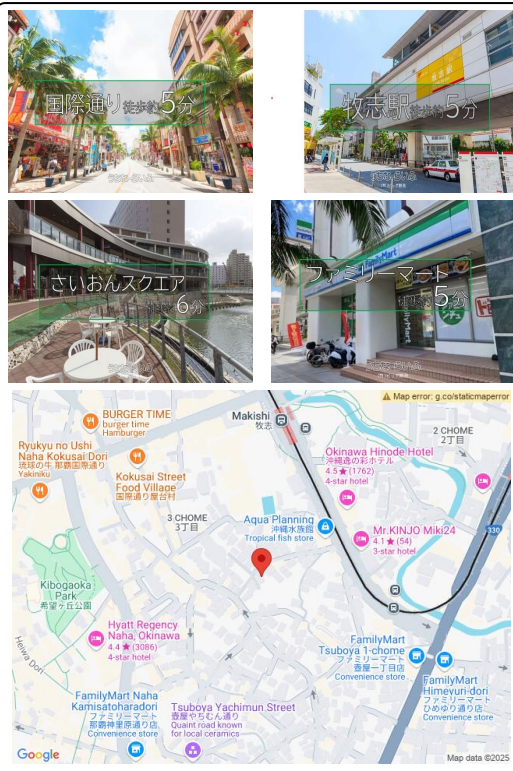 国際通り徒歩約5分
牧志駅徒歩約5分
さいおんスクエア
6分
FamilyMart
ファミリーマート
徒歩約5分
FamilyMart
Map error: g.co/staticmaperror
BURGER TIME
burger time
Hamburger
Makishi
牧志
2 CHOME
2丁目
Ryukyu no Ushi
Naha Kokusai Dori
琉球の牛 那覇国際通り
Yakiniku
Okinawa Hinode Hotel
沖縄逸の彩ホテル
4.5★(1762)
4-star hotel
Kokusai Street
Food Village
国際通り屋台村
3 CHOME
3丁目
Aqua Planning
沖縄水族館
Tropical fish store
330
Mr.KINJO Miki24
4.1★(54)
3-star hotel
Kibogaoka
Park
希望ヶ丘公園
Heiwa Dori
Hyatt Regency
Naha, Okinawa
4.4★(3086)
4-star hotel
FamilyMart
Tsuboya 1-chome
ファミリーマート
壺屋一丁目店
Convenience store
FamilyMart
Himeyuri-dori
ファミリーマート
ひめゆり通り店
Convenience store
FamilyMart Naha
Kamisatoharadori
ファミリーマート
那覇神里原通り店
Convenience store
Tsuboya Yachimun Street
壺屋やちむん通り
Quaint road known
for local ceramics
Google
Map data ©2025